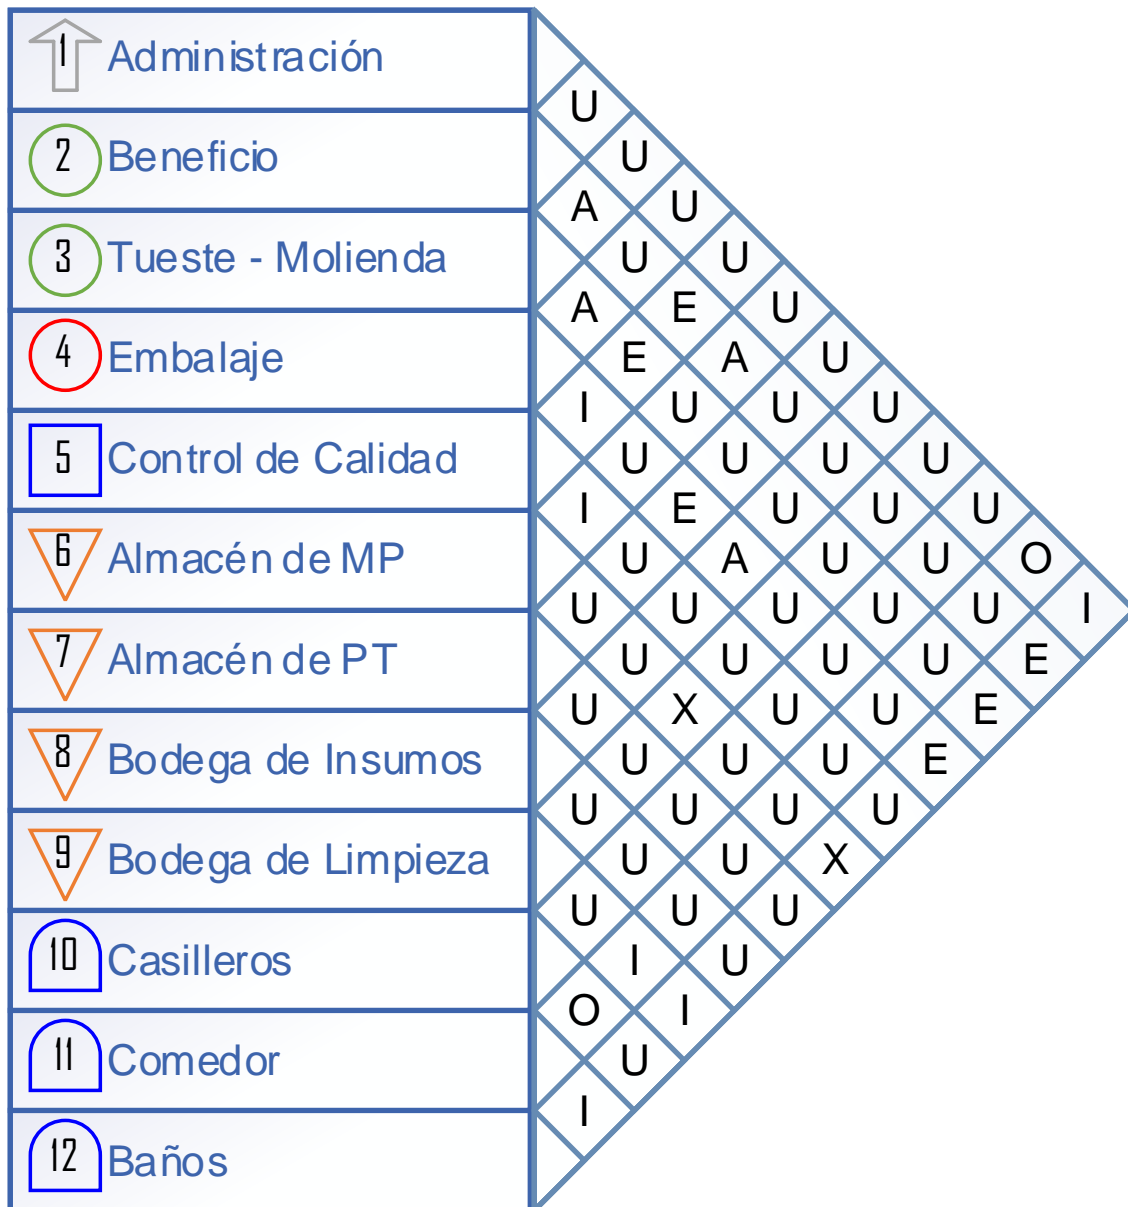 1 Administración
U
2 Beneficio U
A U
3 Tueste - Molienda U U
A E U
4 Embalaje E A U
I U U U
5 Control de Calidad U U U U
I E U U U
6 Almacén de MP U A U U O
U U U U U I
7 Almacén de PT U U U U E
U X U U E
8 Bodega de Insumos U U U E
U U U U
9 Bodega de Limpieza U U X
U U U
10 Casilleros I U
O I
11 Comedor U
I
12 Baños